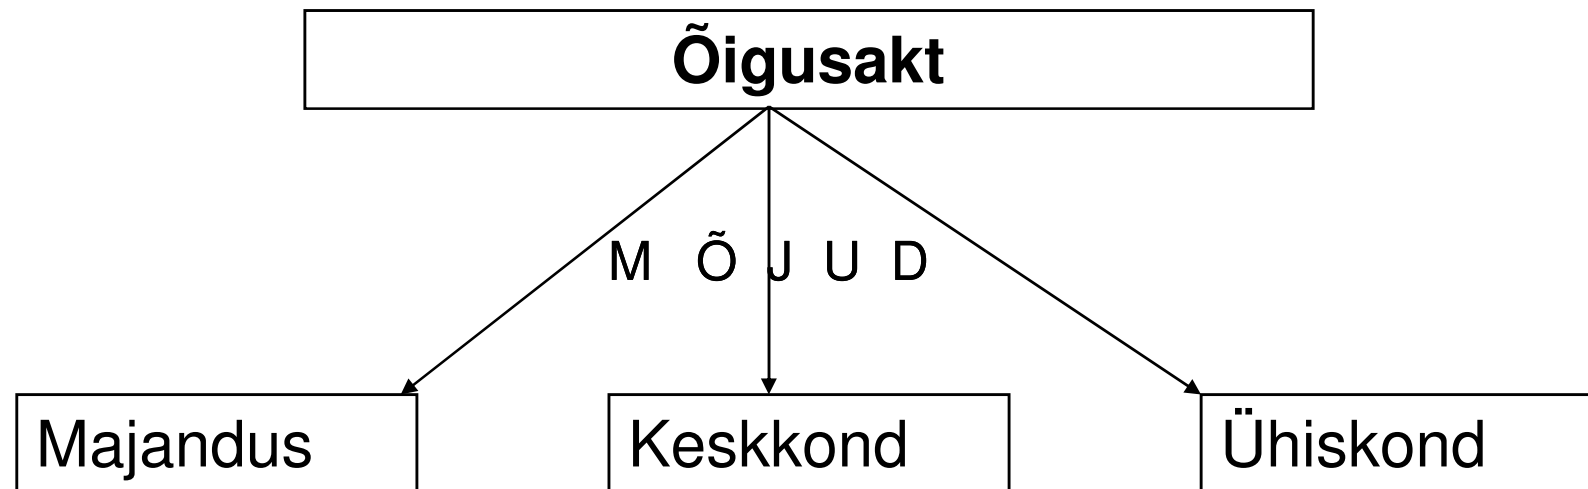 Õigusakt
M Õ J U D
Majandus
Keskkond
Ühiskond